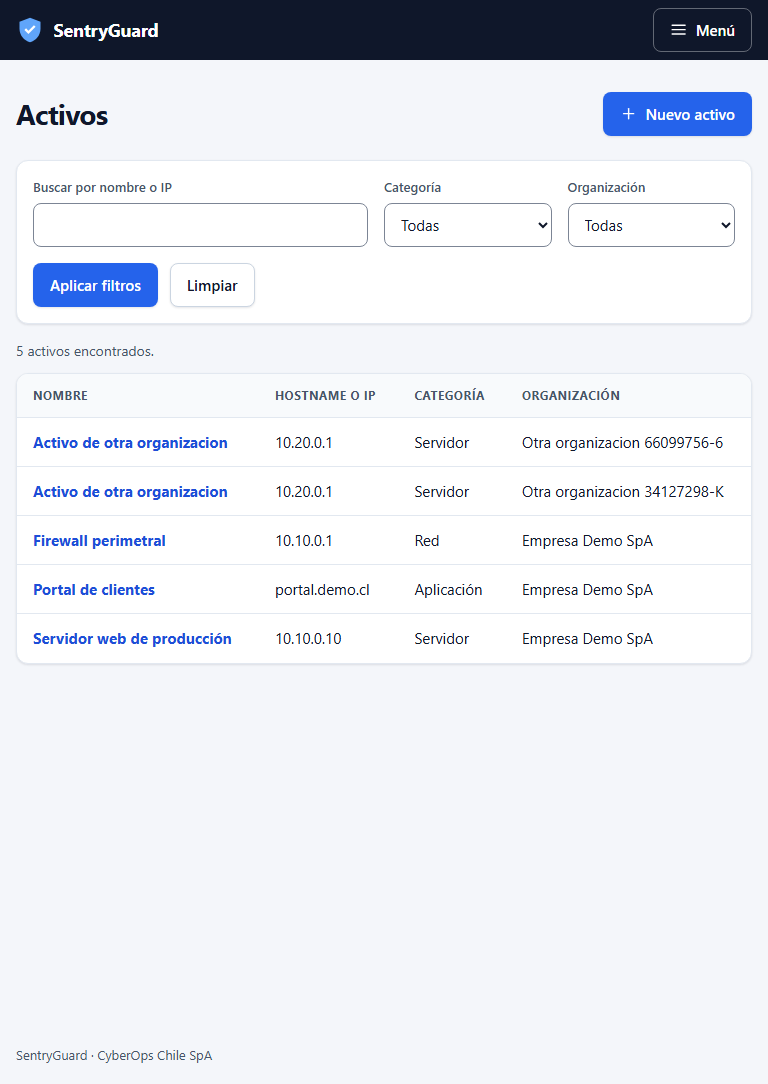 SentryGuard
Menú
Activos
Nuevo activo
Buscar por nombre o IP
Categoría
Organización
Todas
Todas
Aplicar filtros
Limpiar
5 activos encontrados.
NOMBRE HOSTNAME O IP CATEGORÍA ORGANIZACIÓN
Activo de otra organizacion 10.20.0.1 Servidor Otra organizacion 66099756-6
Activo de otra organizacion 10.20.0.1 Servidor Otra organizacion 34127298-K
Firewall perimetral 10.10.0.1 Red Empresa Demo SpA
Portal de clientes portal.demo.cl Aplicación Empresa Demo SpA
Servidor web de producción 10.10.0.10 Servidor Empresa Demo SpA
SentryGuard · CyberOps Chile SpA